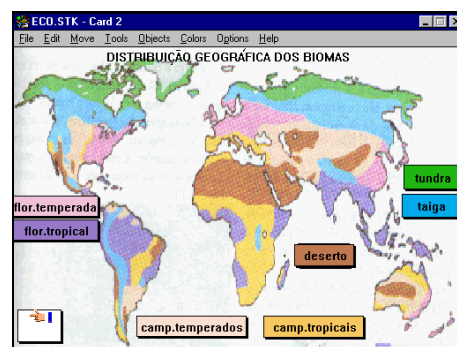 ECO.STK - Card 2
File Edit Move Tools Objects Colors Options Help
DISTRIBUIÇÃO GEOGRÁFICA DOS BIOMAS
tundra
flor.temperada
taiga
flor.tropical
deserto
camp.temperados
camp.tropicais